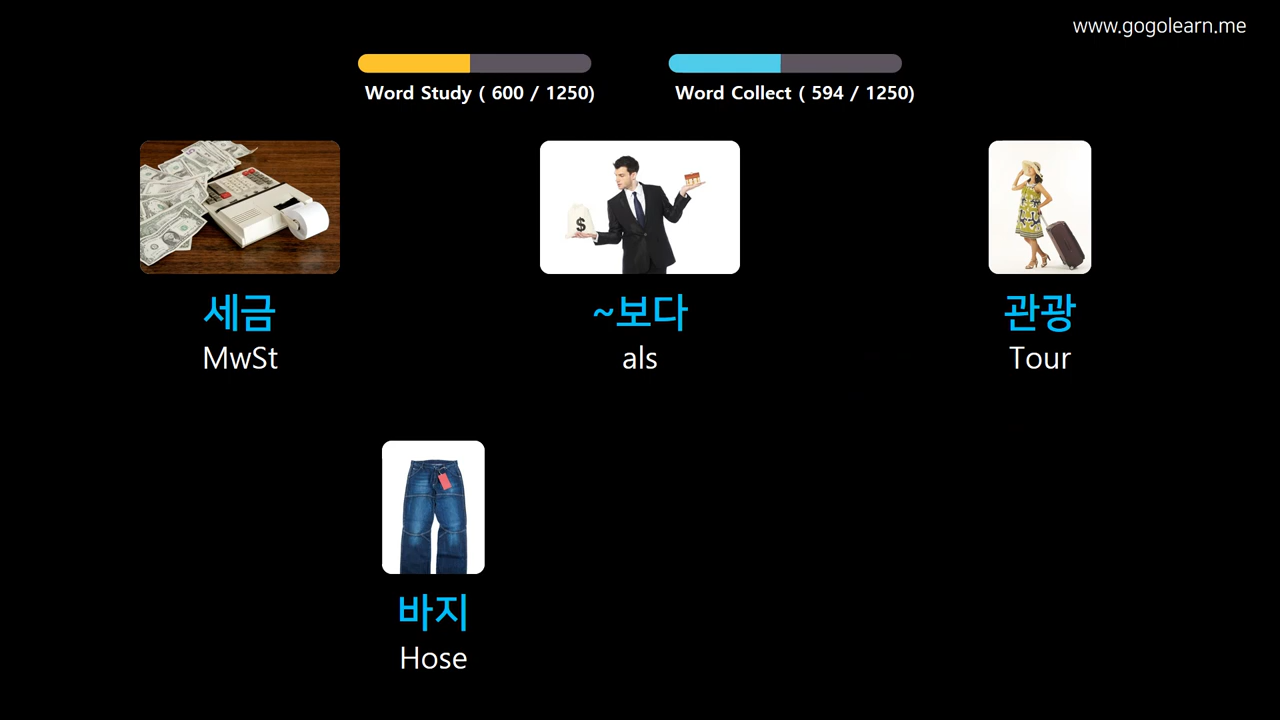 www.gogolearn.me
Word Study ( 600 / 1250)
Word Collect ( 594 / 1250)
$
세금
MwSt
~보다
als
관광
Tour
바지
Hose